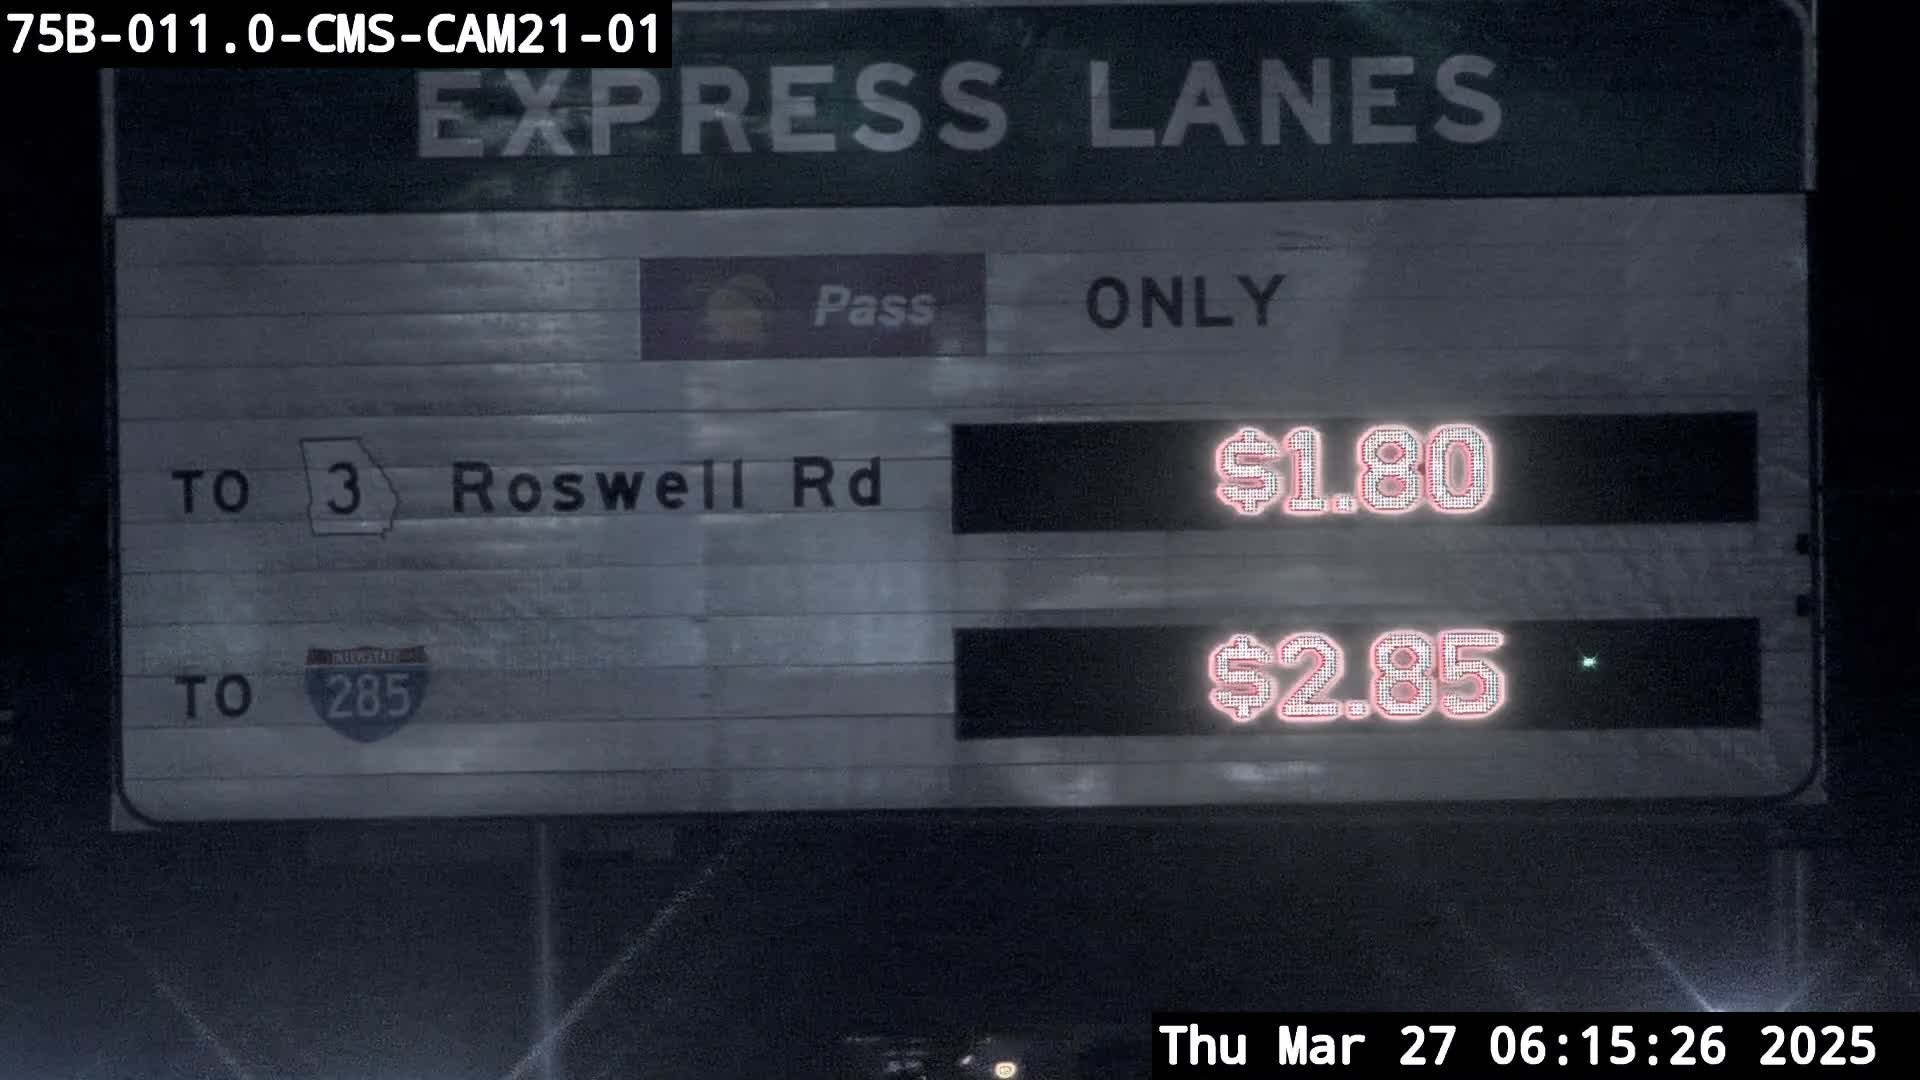 75B-011.0-CMS-CAM21-01
EXPRESS LANES
Pass ONLY
TO 3 Roswell Rd $1.80
INTERSTATE
TO 285 $2.85
Thu Mar 27 06:15:26 2025